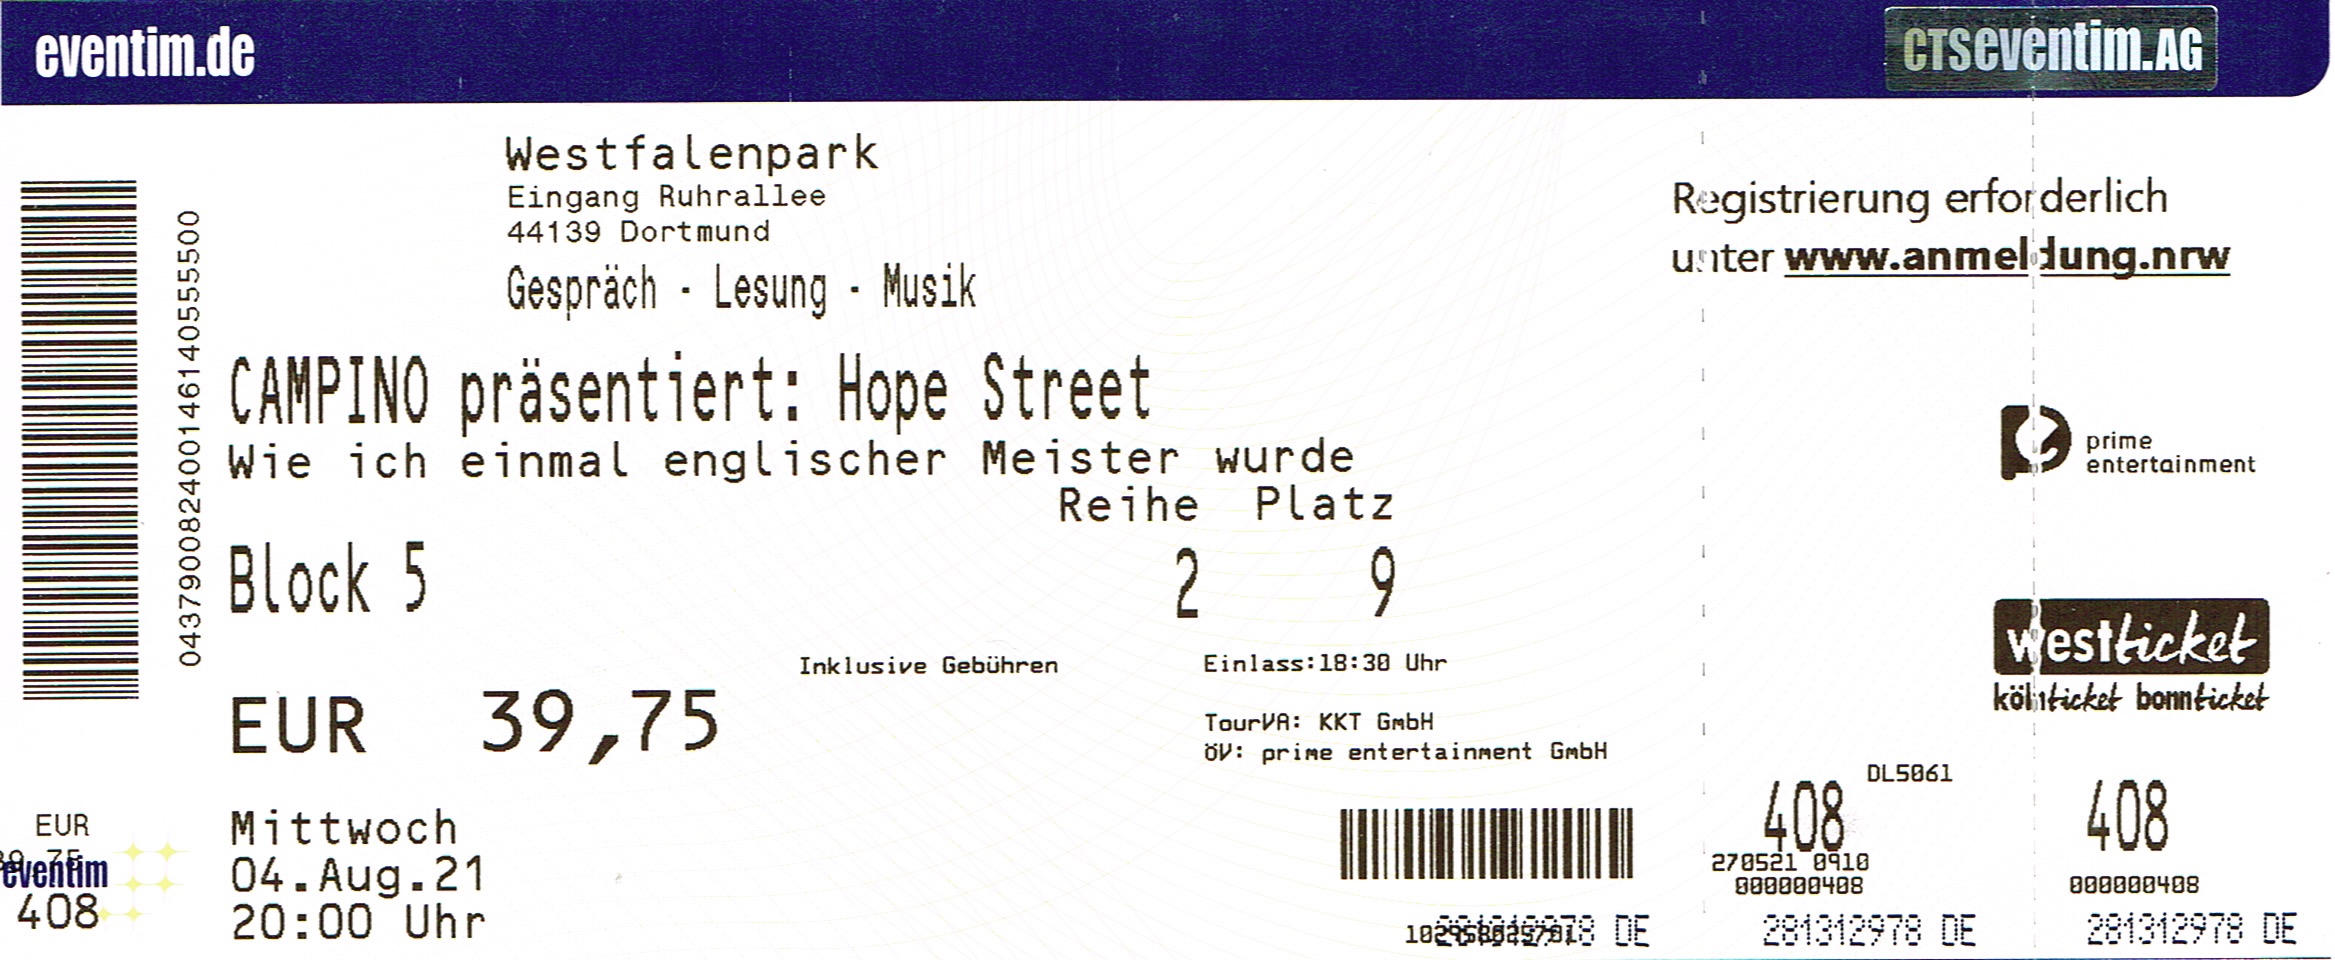 eventim.de
CTSeventim.AG
Westfalenpark
Eingang Ruhrallee
44139 Dortmund
Gespräch - Lesung - Musik
Registrierung erforderlich
unter www.anmeldung.nrw
CAMPINO präsentiert: Hope Street
Wie ich einmal englischer Meister wurde
Reihe Platz
Block 5 2 9
prime
entertainment
Inklusive Gebühren
Einlass:18:30 Uhr
EUR 39,75
TourVA: KKT GmbH
ÖV: prime entertainment GmbH
westticket
kölnticket bonnticket
Mittwoch
04.Aug.21
20:00 Uhr
EUR
39,75
eventim
408
0437900824001461405555500
DL5061
408
270521 0910
000000408
281312978 DE
408
000000408
281312978 DE
DE